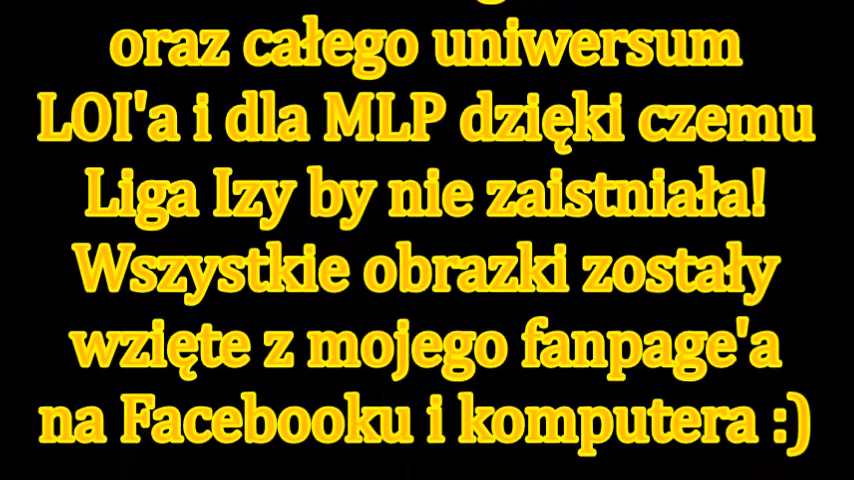 oraz całego uniwersum
LOI'a i dla MLP dzięki czemu
Liga Izy by nie zaistniała!
Wszystkie obrazki zostały
wzięte z mojego fanpage'a
na Facebooku i komputera :)